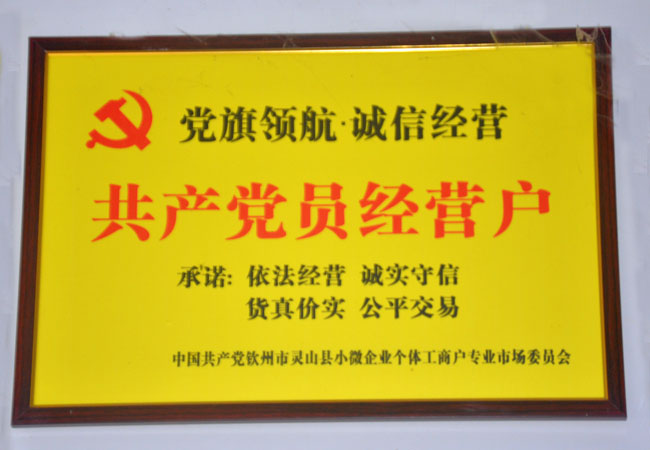 党旗领航·诚信经营
共产党员经营户
承诺：依法经营 诚实守信
货真价实 公平交易
中国共产党钦州市灵山县小微企业个体工商户专业市场委员会